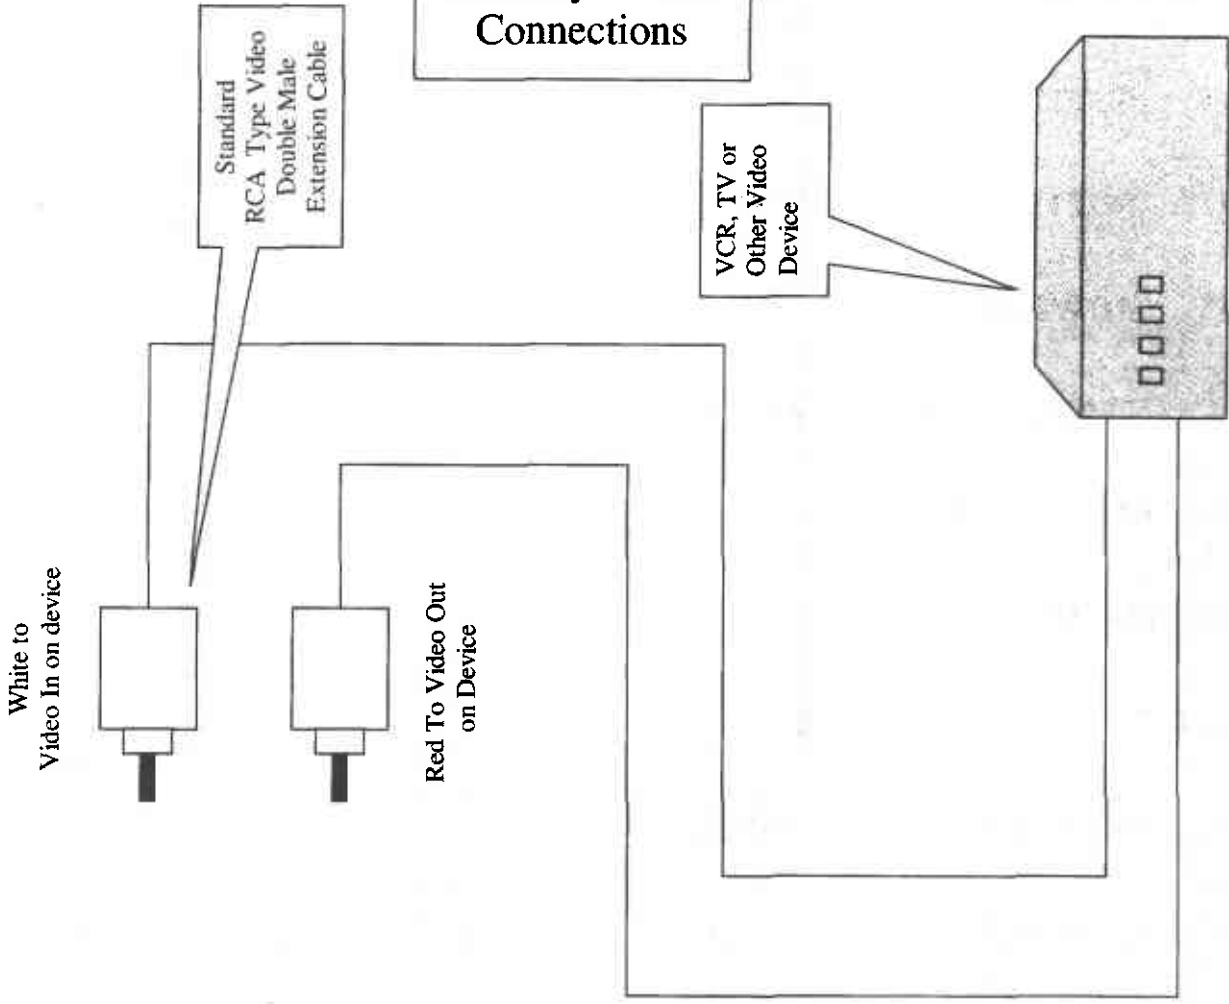 Connections
Standard
RCA Type Video
Double Male
Extension Cable
VCR, TV or
Other Video
Device
White to
Video In on device
Red To Video Out
on Device